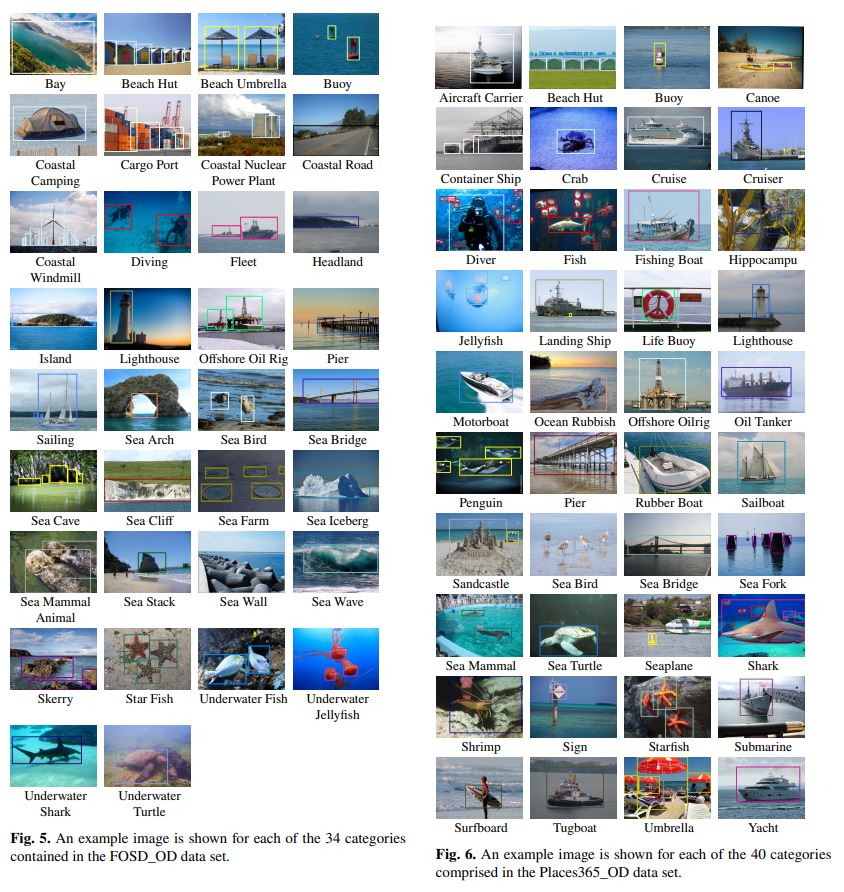 Bay
Beach Hut
Beach Umbrella
Buoy
Coastal
Camping
Cargo Port
Coastal Nuclear
Power Plant
Coastal Road
Coastal
Windmill
Diving
Fleet
Headland
Island
Lighthouse
Offshore Oil Rig
Pier
Sailing
Sea Arch
Sea Bird
Sea Bridge
Sea Cave
Sea Cliff
Sea Farm
Sea Iceberg
Sea Mammal
Animal
Sea Stack
Sea Wall
Sea Wave
Skerry
Star Fish
Underwater Fish
Underwater
Jellyfish
Underwater
Shark
Underwater
Turtle
Fig. 5. An example image is shown for each of the 34 categories
contained in the FOSD_OD data set.
Aircraft Carrier
Beach Hut
Buoy
Canoe
Container Ship
Crab
Cruise
Cruiser
Diver
Fish
Fishing Boat
Hippocampu
Jellyfish
Landing Ship
Life Buoy
Lighthouse
Motorboat
Ocean Rubbish
Offshore Oilrig
Oil Tanker
Penguin
Pier
Rubber Boat
Sailboat
Sandcastle
Sea Bird
Sea Bridge
Sea Fork
Sea Mammal
Sea Turtle
Seaplane
Shark
Shrimp
Sign
Starfish
Submarine
Surfboard
Tugboat
Umbrella
Yacht
Fig. 6. An example image is shown for each of the 40 categories
comprised in the Places365_OD data set.